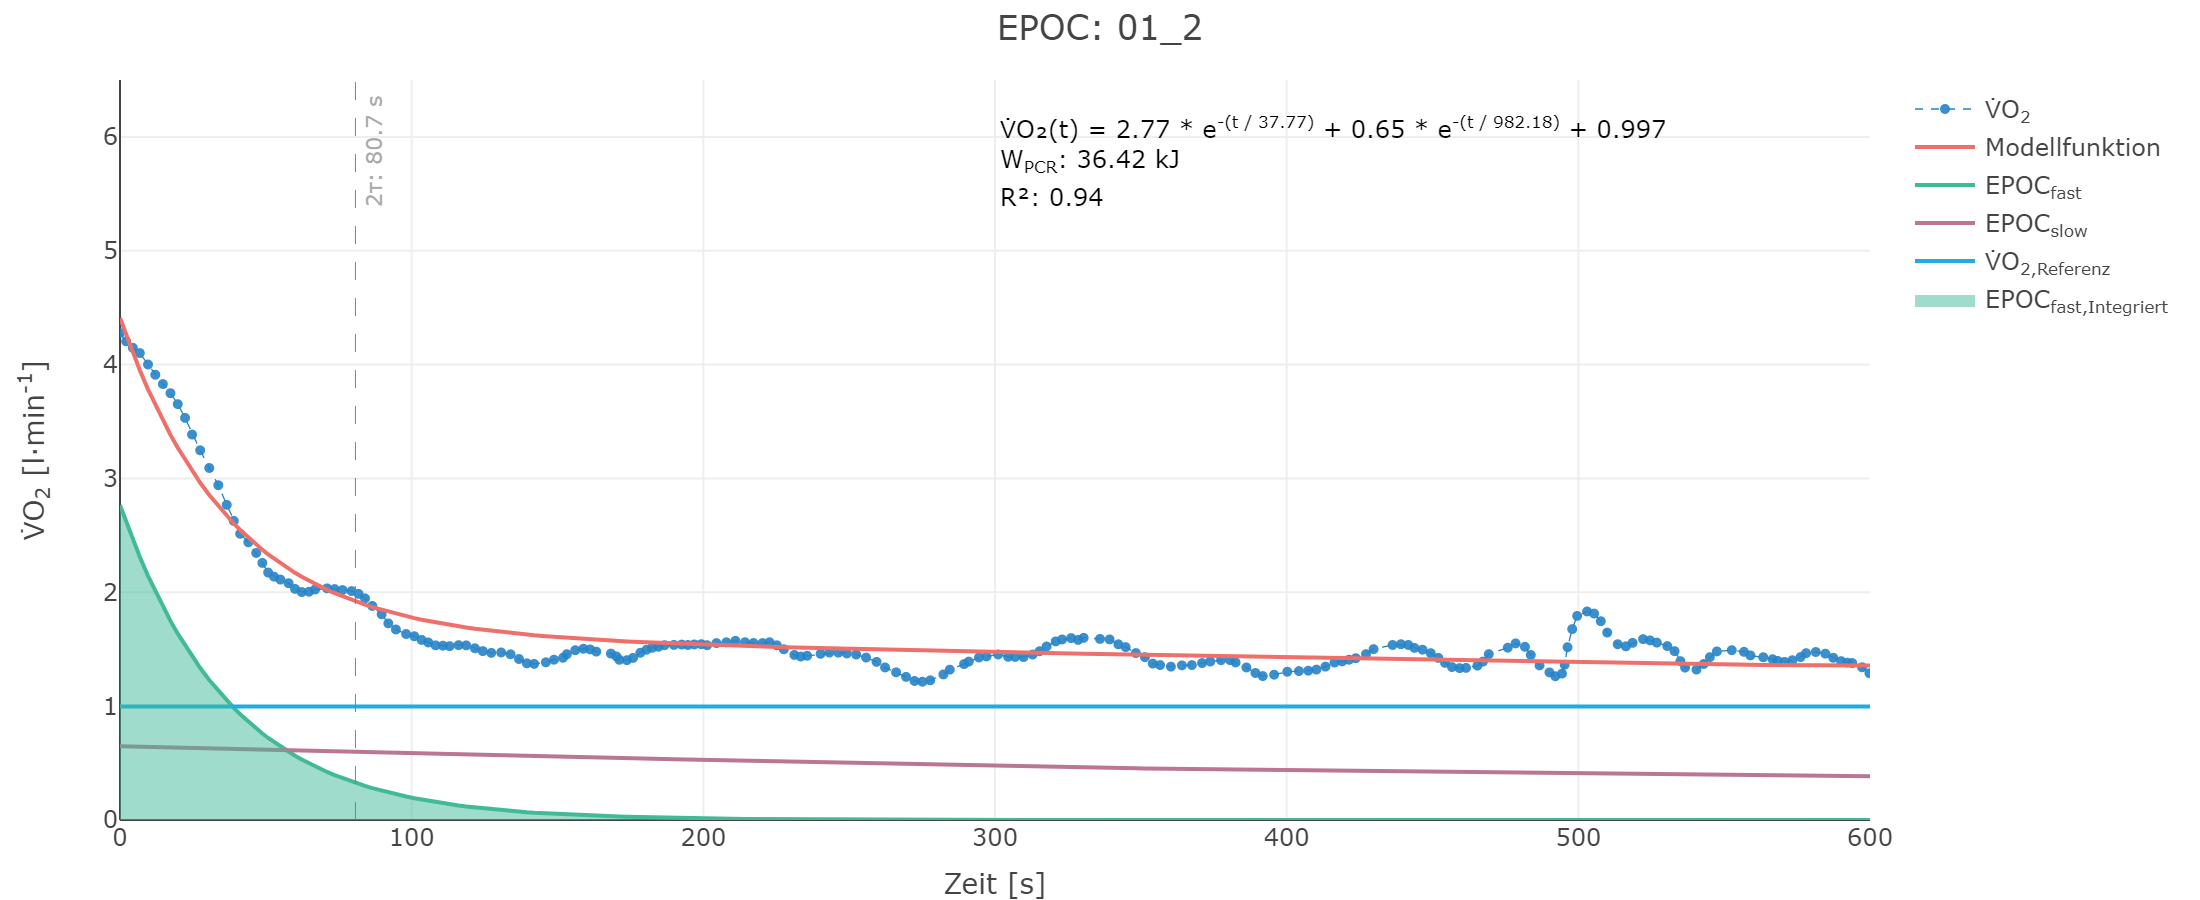 EPOC: 01_2
V̇O₂(t) = 2.77 * e^-(t / 37.77) + 0.65 * e^-(t / 982.18) + 0.997
W_PCR: 36.42 kJ
R²: 0.94
2τ: 80.7 s
V̇O₂ [l·min⁻¹]
6
5
4
3
2
1
0
0 100 200 300 400 500 600
Zeit [s]
V̇O₂
Modellfunktion
EPOC_fast
EPOC_slow
V̇O₂,Referenz
EPOC_fast,Integriert